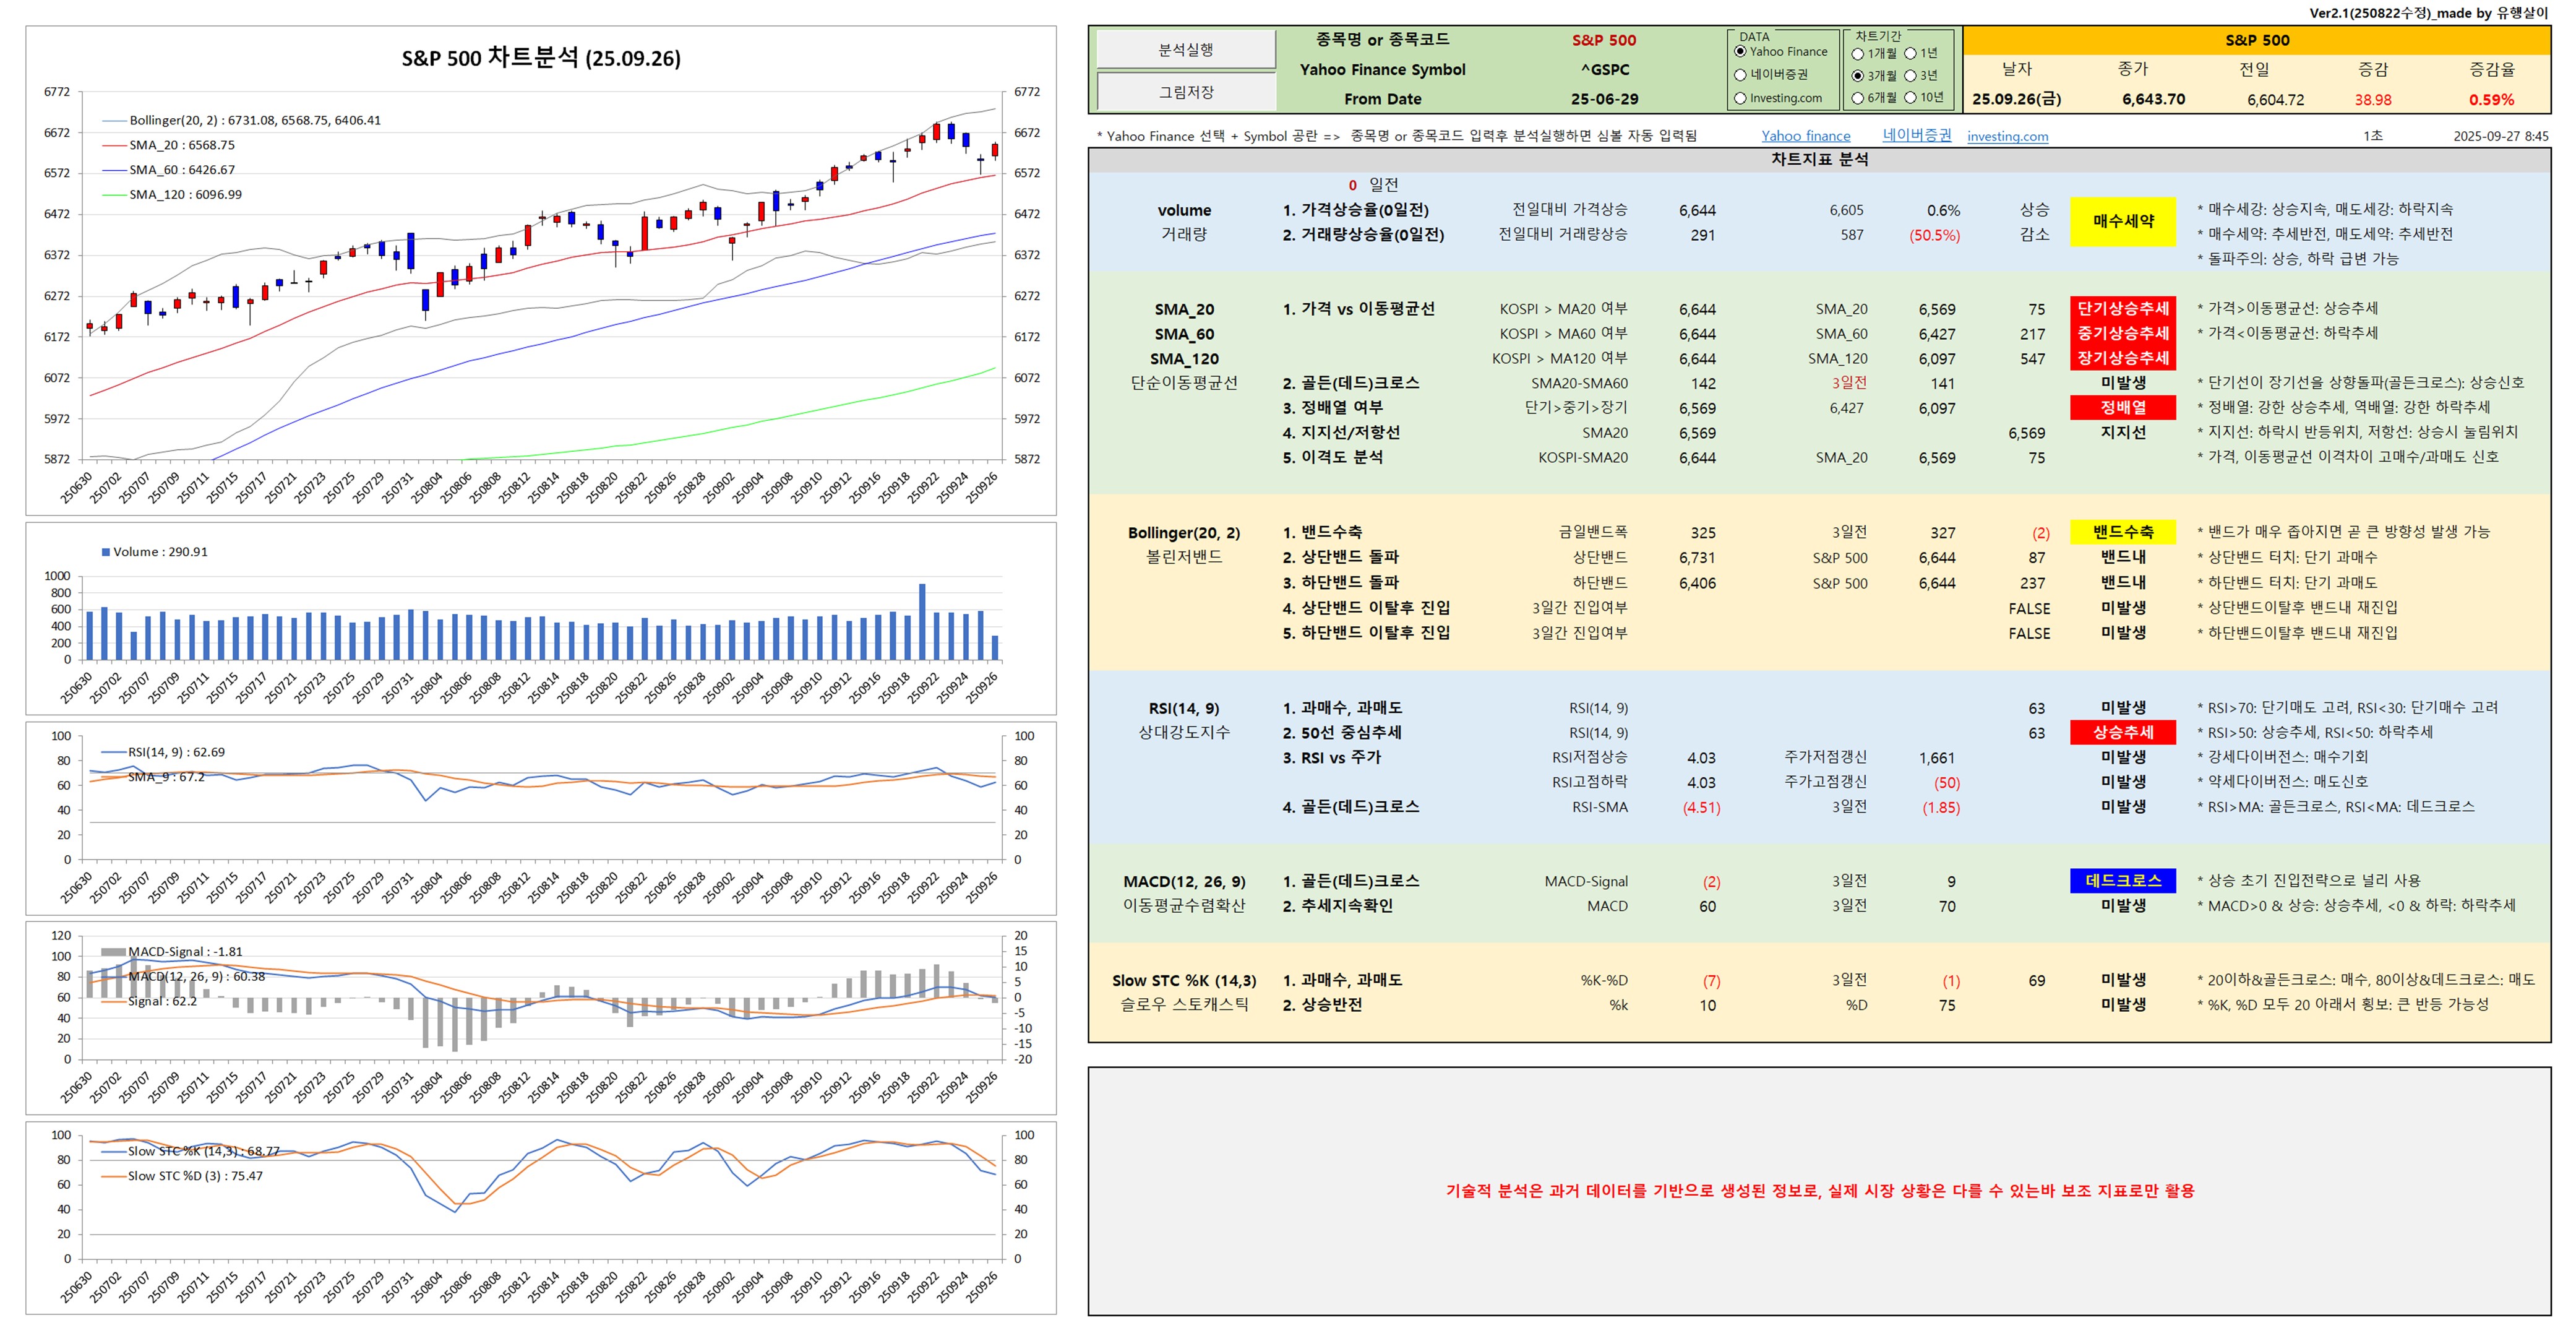 Ver2.1(250822수정)_made by 유행살이
S&P 500 차트분석 (25.09.26)
6772 6772
6672 6672
6572 6572
6472 6472
6372 6372
6272 6272
6172 6172
6072 6072
5972 5972
5872 5872
Bollinger(20, 2) : 6731.08, 6568.75, 6406.41
SMA_20 : 6568.75
SMA_60 : 6426.67
SMA_120 : 6096.99
250630 250702 250707 250709 250711 250715 250717 250721 250723 250725 250729 250731 250804 250806 250808 250812 250814 250818 250820 250822 250826 250828 250902 250904 250908 250910 250912 250916 250918 250922 250924 250926
Volume : 290.91
1000
800
600
400
200
0
250630 250702 250707 250709 250711 250715 250717 250721 250723 250725 250729 250731 250804 250806 250808 250812 250814 250818 250820 250822 250826 250828 250902 250904 250908 250910 250912 250916 250918 250922 250924 250926
RSI(14, 9) : 62.69
SMA_9 : 67.2
100 100
80 80
60 60
40 40
20 20
0 0
250630 250702 250707 250709 250711 250715 250717 250721 250723 250725 250729 250731 250804 250806 250808 250812 250814 250818 250820 250822 250826 250828 250902 250904 250908 250910 250912 250916 250918 250922 250924 250926
MACD-Signal : -1.81
MACD(12, 26, 9) : 60.38
Signal : 62.2
120 20
100 15
80 10
60 5
40 0
20 -5
0 -10
-15
-20
250630 250702 250707 250709 250711 250715 250717 250721 250723 250725 250729 250731 250804 250806 250808 250812 250814 250818 250820 250822 250826 250828 250902 250904 250908 250910 250912 250916 250918 250922 250924 250926
Slow STC %K (14,3) : 68.77
Slow STC %D (3) : 75.47
100 100
80 80
60 60
40 40
20 20
0 0
250630 250702 250707 250709 250711 250715 250717 250721 250723 250725 250729 250731 250804 250806 250808 250812 250814 250818 250820 250822 250826 250828 250902 250904 250908 250910 250912 250916 250918 250922 250924 250926
분석실행
그림저장
종목명 or 종목코드 S&P 500
Yahoo Finance Symbol ^GSPC
From Date 25-06-29
DATA
Yahoo Finance
네이버증권
Investing.com
차트기간
1개월 1년
3개월 3년
6개월 10년
S&P 500
날자 종가 전일 증감 증감율
25.09.26(금) 6,643.70 6,604.72 38.98 0.59%
* Yahoo Finance 선택 + Symbol 공란 => 종목명 or 종목코드 입력후 분석실행하면 심볼 자동 입력됨 Yahoo finance 네이버증권 investing.com 1초 2025-09-27 8:45
차트지표 분석
0 일전
volume 1. 가격상승율(0일전) 전일대비 가격상승 6,644 6,605 0.6% 상승 매수세약 * 매수세강: 상승지속, 매도세강: 하락지속
거래량 2. 거래량상승율(0일전) 전일대비 거래량상승 291 587 (50.5%) 감소 * 매수세약: 추세반전, 매도세약: 추세반전
* 돌파주의: 상승, 하락 급변 가능
SMA_20 1. 가격 vs 이동평균선 KOSPI > MA20 여부 6,644 SMA_20 6,569 75 단기상승추세 * 가격>이동평균선: 상승추세
SMA_60 KOSPI > MA60 여부 6,644 SMA_60 6,427 217 중기상승추세 * 가격<이동평균선: 하락추세
SMA_120 KOSPI > MA120 여부 6,644 SMA_120 6,097 547 장기상승추세
단순이동평균선 2. 골든(데드)크로스 SMA20-SMA60 142 3일전 141 미발생 * 단기선이 장기선을 상향돌파(골든크로스): 상승신호
3. 정배열 여부 단기>중기>장기 6,569 6,427 6,097 정배열 * 정배열: 강한 상승추세, 역배열: 강한 하락추세
4. 지지선/저항선 SMA20 6,569 6,569 지지선 * 지지선: 하락시 반등위치, 저항선: 상승시 눌림위치
5. 이격도 분석 KOSPI-SMA20 6,644 SMA_20 6,569 75 * 가격, 이동평균선 이격차이 고매수/과매도 신호
Bollinger(20, 2) 1. 밴드수축 금일밴드폭 325 3일전 327 (2) 밴드수축 * 밴드가 매우 좁아지면 곧 큰 방향성 발생 가능
볼린저밴드 2. 상단밴드 돌파 상단밴드 6,731 S&P 500 6,644 87 밴드내 * 상단밴드 터치: 단기 과매수
3. 하단밴드 돌파 하단밴드 6,406 S&P 500 6,644 237 밴드내 * 하단밴드 터치: 단기 과매도
4. 상단밴드 이탈후 진입 3일간 진입여부 FALSE 미발생 * 상단밴드이탈후 밴드내 재진입
5. 하단밴드 이탈후 진입 3일간 진입여부 FALSE 미발생 * 하단밴드이탈후 밴드내 재진입
RSI(14, 9) 1. 과매수, 과매도 RSI(14, 9) 63 미발생 * RSI>70: 단기매도 고려, RSI<30: 단기매수 고려
상대강도지수 2. 50선 중심추세 RSI(14, 9) 63 상승추세 * RSI>50: 상승추세, RSI<50: 하락추세
3. RSI vs 주가 RSI저점상승 4.03 주가저점갱신 1,661 미발생 * 강세다이버전스: 매수기회
RSI고점하락 4.03 주가고점갱신 (50) 미발생 * 약세다이버전스: 매도신호
4. 골든(데드)크로스 RSI-SMA (4.51) 3일전 (1.85) 미발생 * RSI>MA: 골든크로스, RSI<MA: 데드크로스
MACD(12, 26, 9) 1. 골든(데드)크로스 MACD-Signal (2) 3일전 9 데드크로스 * 상승 초기 진입전략으로 널리 사용
이동평균수렴확산 2. 추세지속확인 MACD 60 3일전 70 미발생 * MACD>0 & 상승: 상승추세, <0 & 하락: 하락추세
Slow STC %K (14,3) 1. 과매수, 과매도 %K-%D (7) 3일전 (1) 69 미발생 * 20이하&골든크로스: 매수, 80이상&데드크로스: 매도
슬로우 스토캐스틱 2. 상승반전 %k 10 %D 75 미발생 * %K, %D 모두 20 아래서 횡보: 큰 반등 가능성
기술적 분석은 과거 데이터를 기반으로 생성된 정보로, 실제 시장 상황은 다를 수 있는바 보조 지표로만 활용